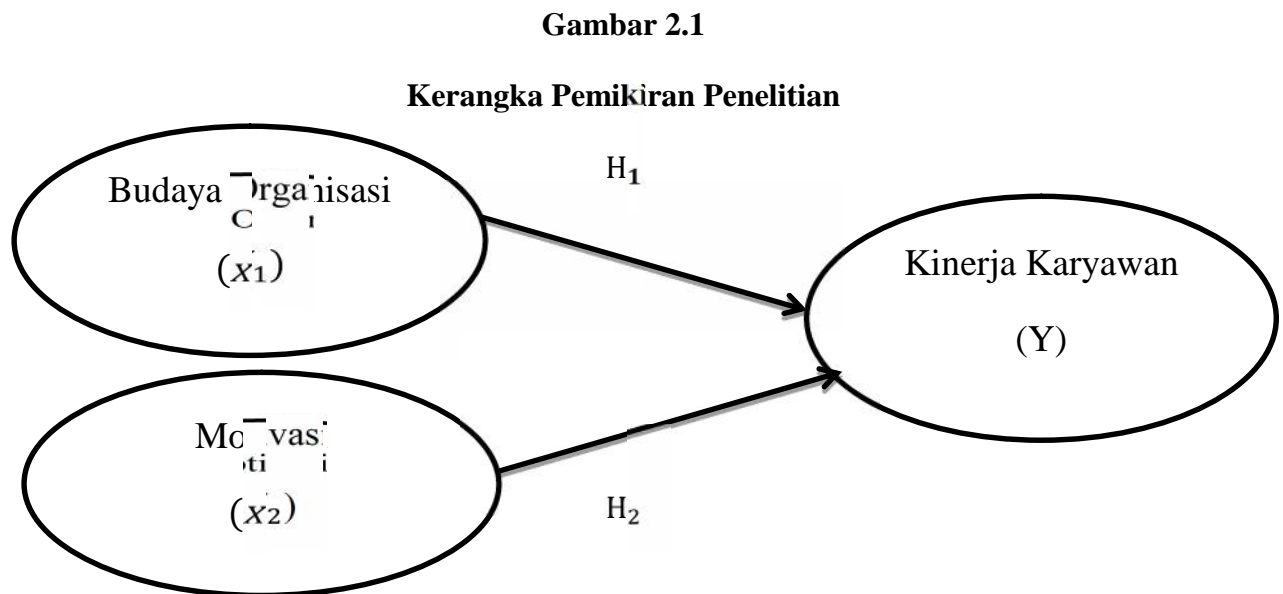 Gambar 2.1
Kerangka Pemikiran Penelitian
H₁
Budaya Organisasi
(x₁)
Kinerja Karyawan
(Y)
Motivasi
(x₂)
H₂